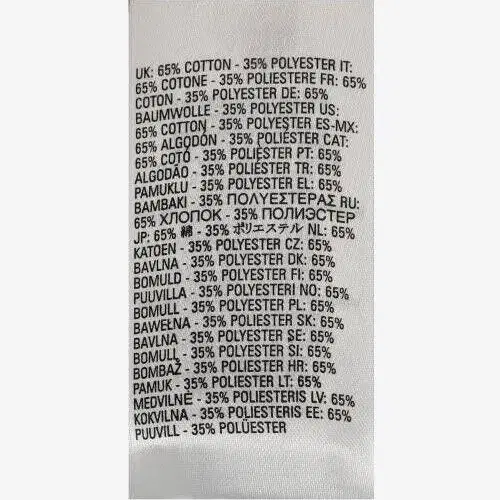 UK: 65% COTTON - 35% POLYESTER IT:
65% COTONE - 35% POLIESTERE FR: 65%
COTON - 35% POLYESTER DE: 65%
BAUMWOLLE - 35% POLYESTER US:
65% COTTON - 35% POLYESTER ES-MX:
65% ALGODÓN - 35% POLIÉSTER CAT:
65% COTÓ - 35% POLIÈSTER PT: 65%
ALGODÃO - 35% POLIÉSTER TR: 65%
PAMUKLU - 35% POLYESTER EL: 65%
BAMBAKI - 35% ΠΟΛΥΕΣΤΕΡΑΣ RU:
65% ХЛОПОК - 35% ПОЛИЭСТЕР
JP: 65% 綿 - 35% ポリエステル NL: 65%
KATOEN - 35% POLYESTER CZ: 65%
BAVLNA - 35% POLYESTER DK: 65%
BOMULD - 35% POLYESTER FI: 65%
PUUVILLA - 35% POLYESTERI NO: 65%
BOMULL - 35% POLYESTER PL: 65%
BAWEŁNA - 35% POLIESTER SK: 65%
BAVLNA - 35% POLYESTER SE: 65%
BOMULL - 35% POLYESTER SI: 65%
BOMBAŽ - 35% POLIESTER HR: 65%
PAMUK - 35% POLIESTER LT: 65%
MEDVILNĖ - 35% POLIESTERIS LV: 65%
KOKVILNA - 35% POLIESTERIS EE: 65%
PUUVILL - 35% POLÜESTER